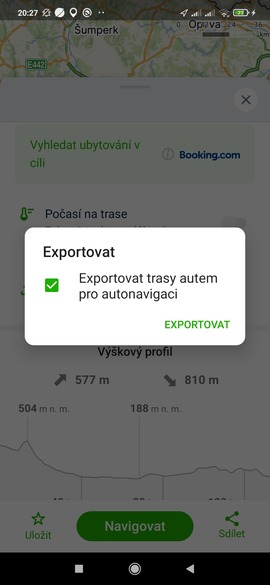 20:27
Šumperk
E442
Vyhledat ubytování v
cíli
Booking.com
Počasí na trase
Exportovat
Exportovat trasy autem
pro autonavigaci
EXPORTOVAT
Výškový profil
577 m
810 m
504 m n. m.
188 m n. m.
Uložit
Navigovat
Sdílet